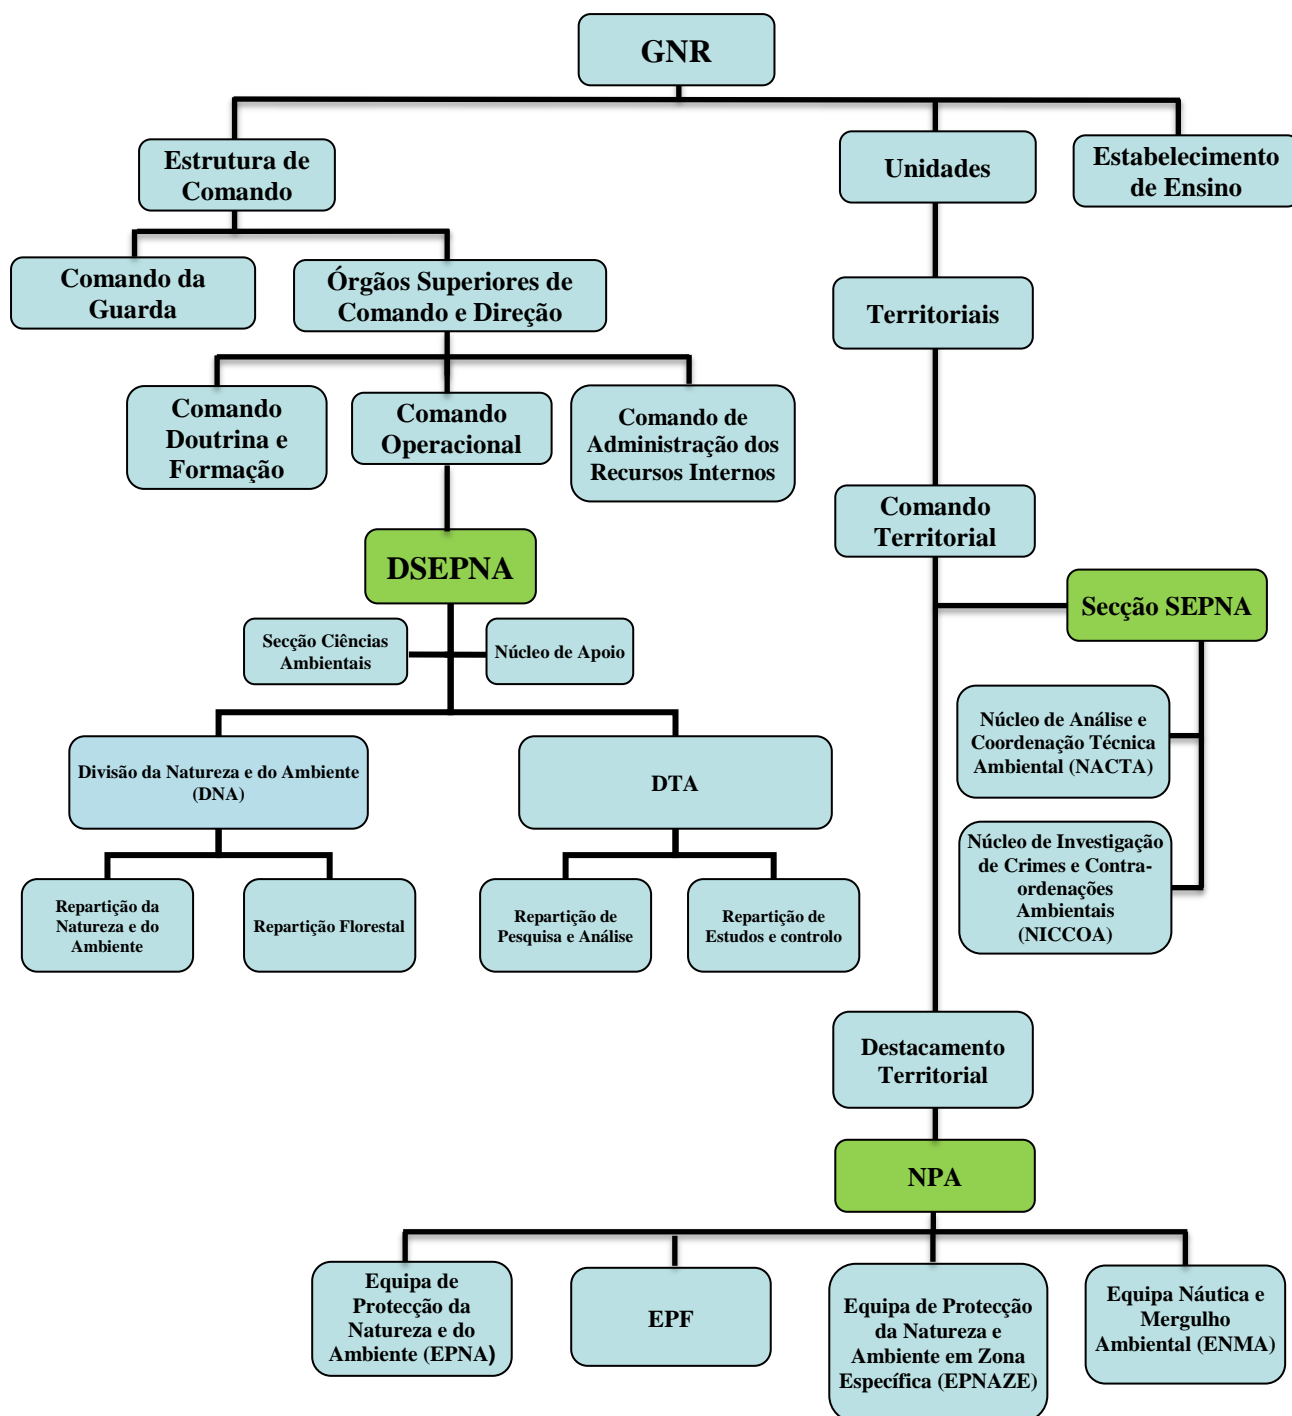 GNR
Estrutura de
Comando
Unidades
Estabelecimento
de Ensino
Comando da
Guarda
Órgãos Superiores de
Comando e Direção
Territoriais
Comando
Doutrina e
Formação
Comando
Operacional
Comando de
Administração dos
Recursos Internos
Comando
Territorial
DSEPNA
Secção SEPNA
Secção Ciências
Ambientais
Núcleo de Apoio
Núcleo de Análise e
Coordenação Técnica
Ambiental (NACTA)
Divisão da Natureza e do Ambiente
(DNA)
DTA
Núcleo de Investigação
de Crimes e Contra-
ordenações
Ambientais
(NICCOA)
Repartição da
Natureza e do
Ambiente
Repartição Florestal
Repartição de
Pesquisa e Análise
Repartição de
Estudos e controlo
Destacamento
Territorial
NPA
Equipa de
Protecção da
Natureza e do
Ambiente (EPNA)
EPF
Equipa de Protecção
da Natureza e
Ambiente em Zona
Específica (EPNAZE)
Equipa Náutica e
Mergulho
Ambiental (ENMA)